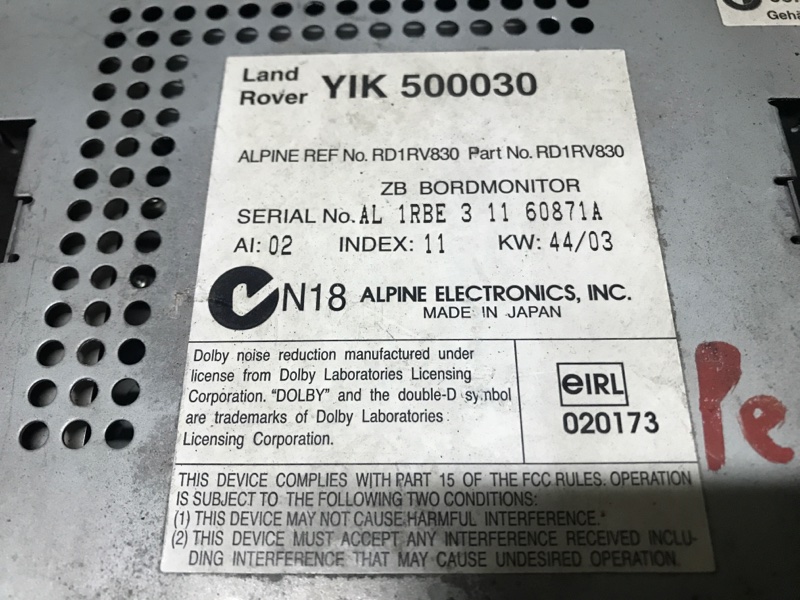 Gehä
Land
Rover YIK 500030
ALPINE REF No. RD1RV830 Part No. RD1RV830
ZB BORDMONITOR
SERIAL No. AL 1RBE 3 11 60871A
AI: 02 INDEX: 11 KW: 44/03
N18 ALPINE ELECTRONICS, INC.
MADE IN JAPAN
Dolby noise reduction manufactured under
license from Dolby Laboratories Licensing
Corporation. "DOLBY" and the double-D symbol
are trademarks of Dolby Laboratories
Licensing Corporation.
eIRL
020173
Pe
THIS DEVICE COMPLIES WITH PART 15 OF THE FCC RULES. OPERATION
IS SUBJECT TO THE FOLLOWING TWO CONDITIONS:
(1) THIS DEVICE MAY NOT CAUSE HARMFUL INTERFERENCE.
(2) THIS DEVICE MUST ACCEPT ANY INTERFERENCE RECEIVED INCLU-
DING INTERFERENCE THAT MAY CAUSE UNDESIRED OPERATION.